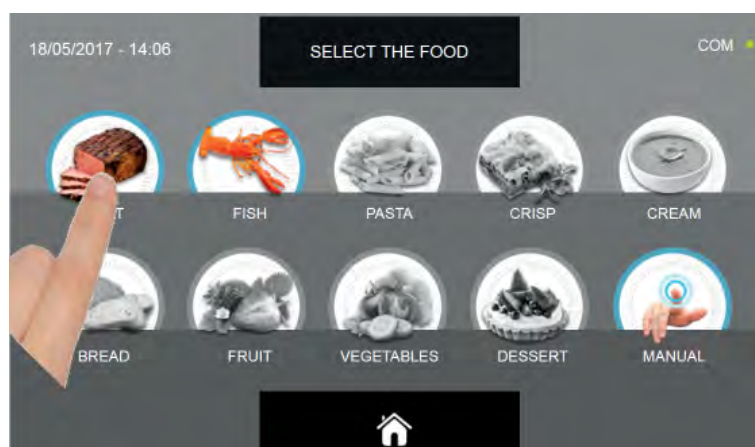 18/05/2017 - 14:06
SELECT THE FOOD
COM
FISH
PASTA
CRISP
CREAM
BREAD
FRUIT
VEGETABLES
DESSERT
MANUAL